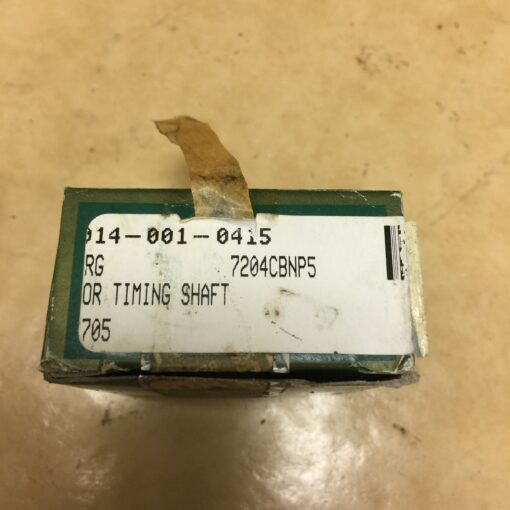 014-001-0415
RG 7204CBNP5
OR TIMING SHAFT
705